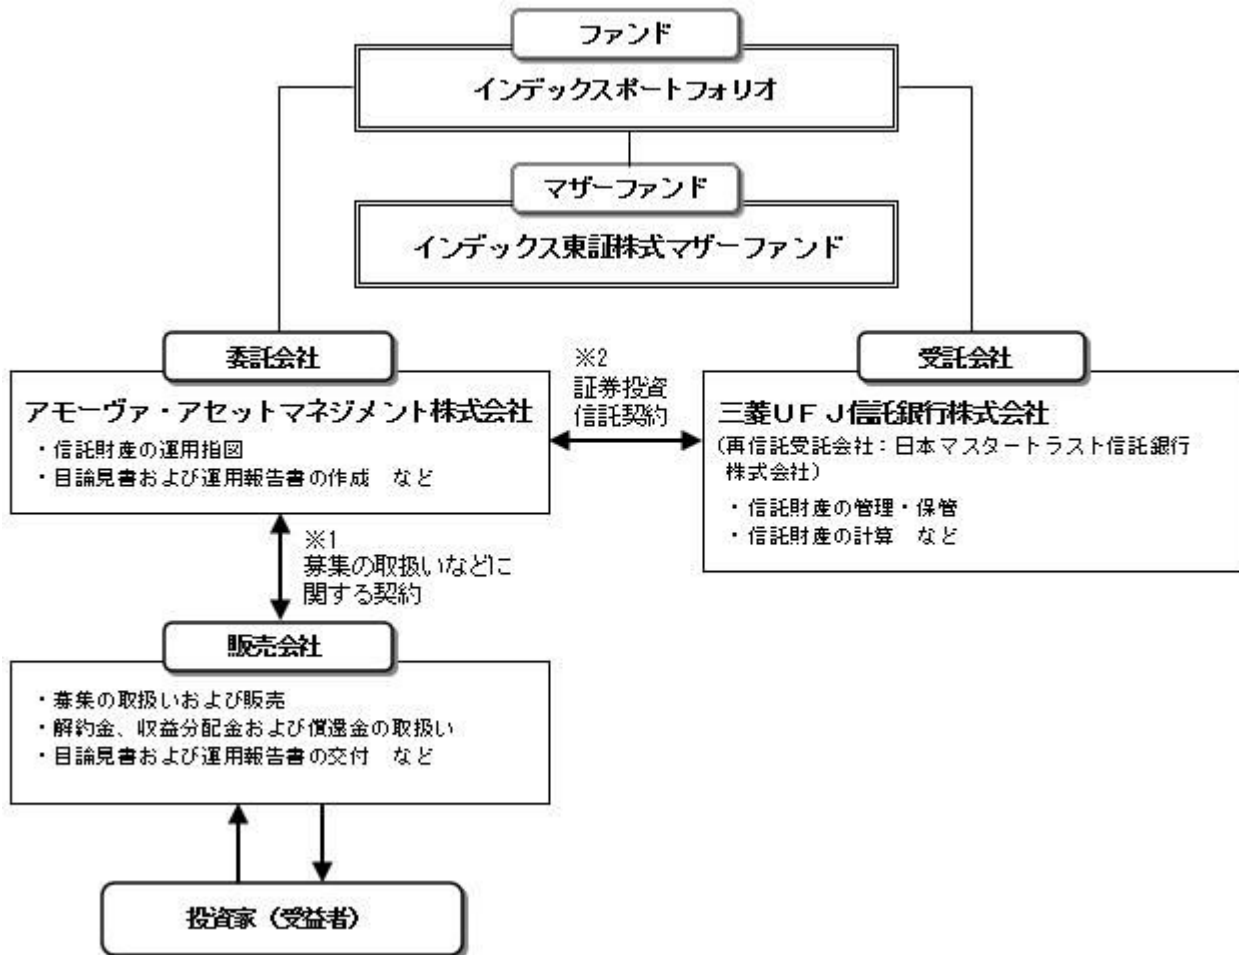 ファンド
インデックスポートフォリオ
マザーファンド
インデックス東証株式マザーファンド
委託会社
アモーヴァ・アセットマネジメント株式会社
・信託財産の運用指図
・目論見書および運用報告書の作成　など
※2
証券投資
信託契約
受託会社
三菱UFJ信託銀行株式会社
(再信託受託会社：日本マスタートラスト信託銀行
株式会社)
・信託財産の管理・保管
・信託財産の計算　など
※1
募集の取扱いなどに
関する契約
販売会社
・募集の取扱いおよび販売
・解約金、収益分配金および償還金の取扱い
・目論見書および運用報告書の交付　など
投資家（受益者）